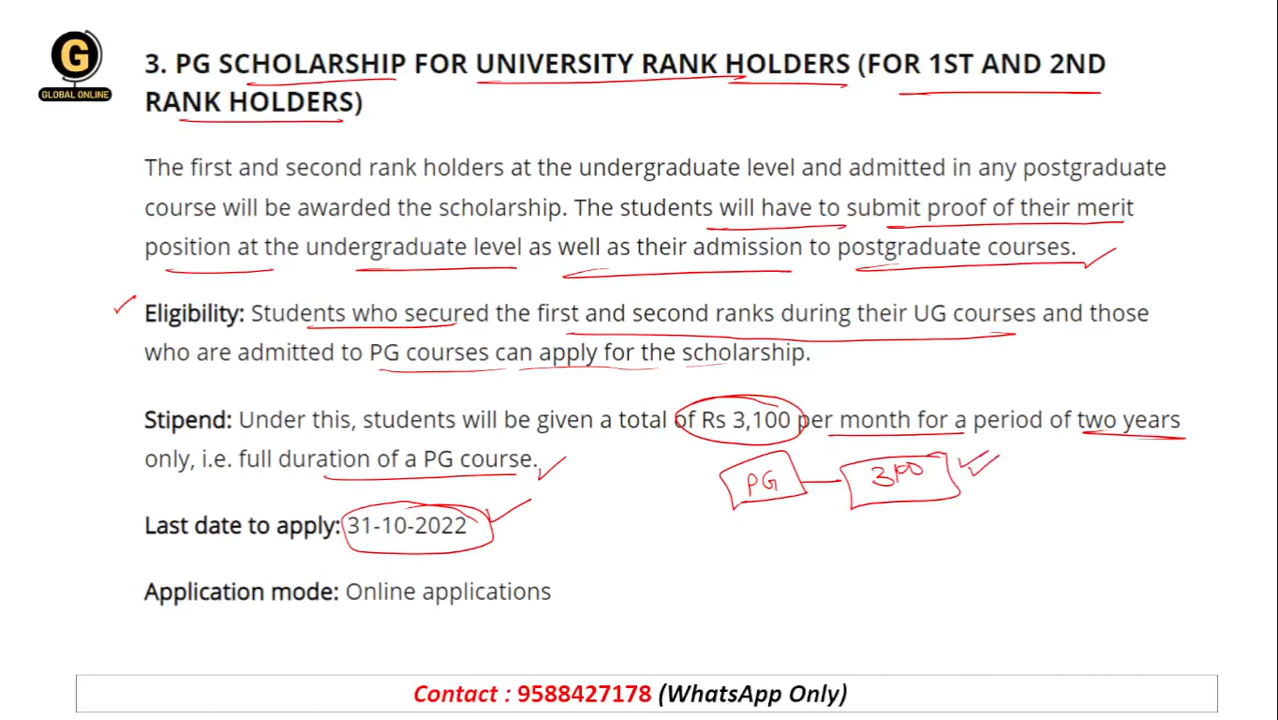 G
GLOBAL ONLINE
3. PG SCHOLARSHIP FOR UNIVERSITY RANK HOLDERS (FOR 1ST AND 2ND
RANK HOLDERS)
The first and second rank holders at the undergraduate level and admitted in any postgraduate
course will be awarded the scholarship. The students will have to submit proof of their merit
position at the undergraduate level as well as their admission to postgraduate courses.
Eligibility: Students who secured the first and second ranks during their UG courses and those
who are admitted to PG courses can apply for the scholarship.
Stipend: Under this, students will be given a total of Rs 3,100 per month for a period of two years
only, i.e. full duration of a PG course.
PG 3100
Last date to apply: 31-10-2022
Application mode: Online applications
Contact : 9588427178 (WhatsApp Only)